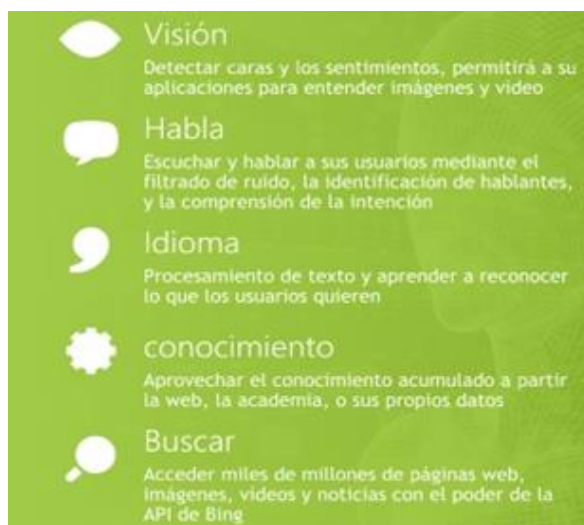 Visión
Detectar caras y los sentimientos, permitirá a su
aplicaciones para entender imágenes y video
Habla
Escuchar y hablar a sus usuarios mediante el
filtrado de ruido, la identificación de hablantes,
y la comprensión de la intención
Idioma
Procesamiento de texto y aprender a reconocer
lo que los usuarios quieren
conocimiento
Aprovechar el conocimiento acumulado a partir
la web, la academia, o sus propios datos
Buscar
Acceder miles de millones de páginas web,
imágenes, videos y noticias con el poder de la
API de Bing